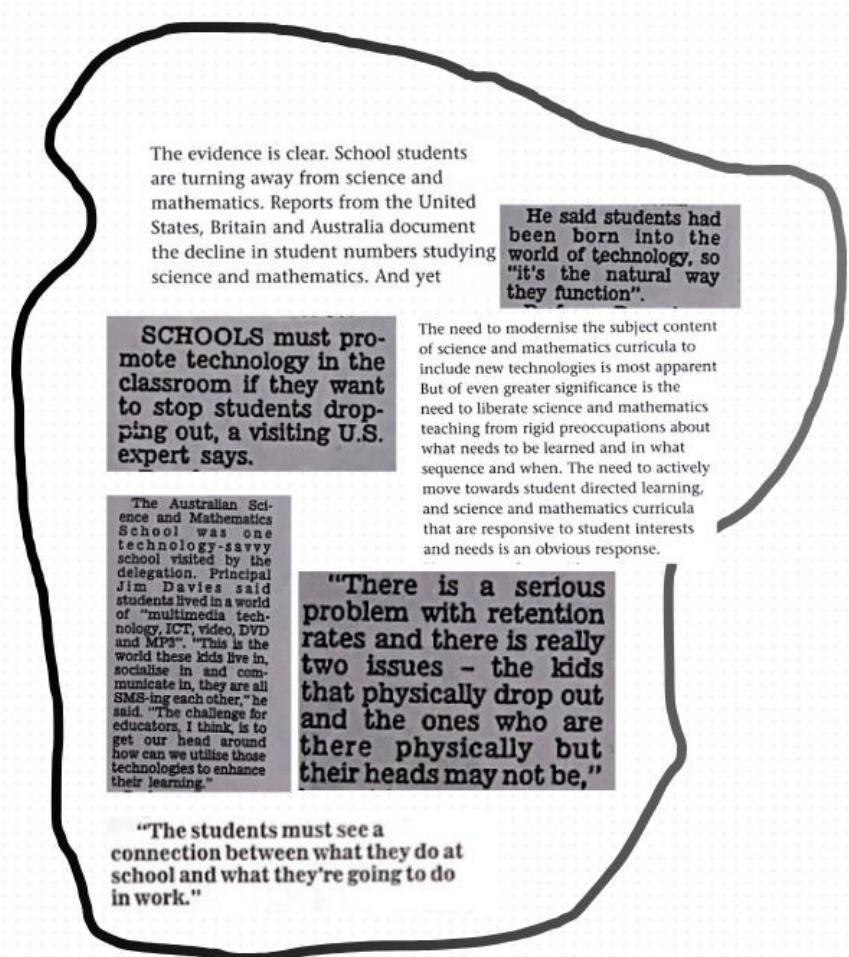 The evidence is clear. School students
are turning away from science and
mathematics. Reports from the United
States, Britain and Australia document
the decline in student numbers studying
science and mathematics. And yet
He said students had
been born into the
world of technology, so
"it's the natural way
they function".
SCHOOLS must pro-
mote technology in the
classroom if they want
to stop students drop-
ping out, a visiting U.S.
expert says.
The need to modernise the subject content
of science and mathematics curricula to
include new technologies is most apparent
But of even greater significance is the
need to liberate science and mathematics
teaching from rigid preoccupations about
what needs to be learned and in what
sequence and when. The need to actively
move towards student directed learning,
and science and mathematics curricula
that are responsive to student interests
and needs is an obvious response.
The Australian Sci-
ence and Mathematics
School was one
technology-savvy
school visited by the
delegation. Principal
Jim Davies said
students lived in a world
of "multimedia tech-
nology, ICT, video, DVD
and MP3". "This is the
world these kids live in,
socialise in and com-
municate in, they are all
SMS-ing each other," he
said. "The challenge for
educators, I think, is to
get our head around
how can we utilise those
technologies to enhance
their learning."
"There is a serious
problem with retention
rates and there is really
two issues – the kids
that physically drop out
and the ones who are
there physically but
their heads may not be,"
"The students must see a
connection between what they do at
school and what they're going to do
in work."